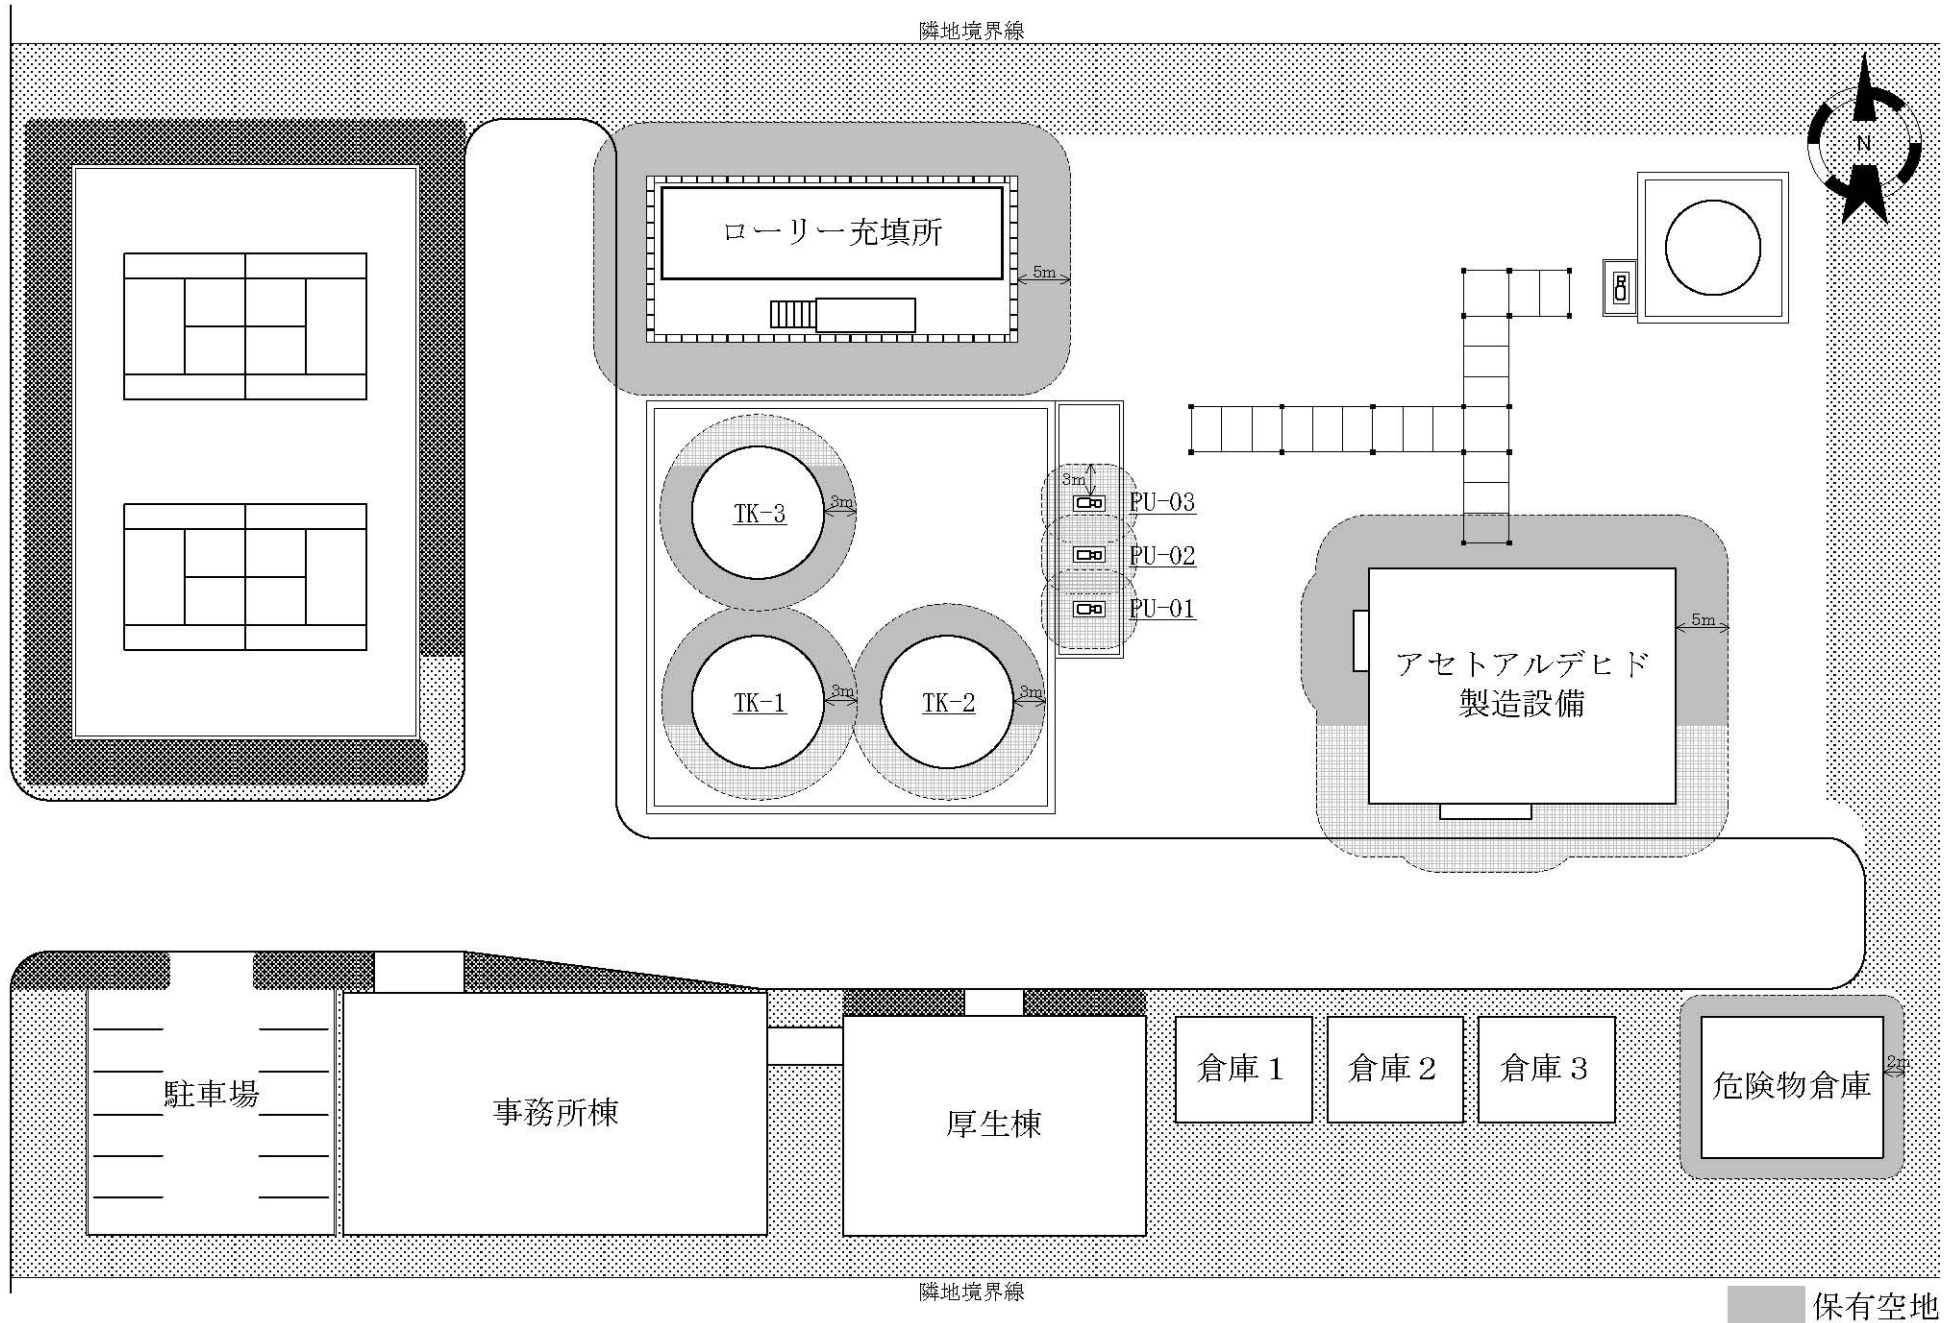 隣地境界線
N
ローリー充填所
5m
3m
PU-03
TK-3
3m
PU-02
PU-01
5m
アセトアルデヒド
製造設備
TK-1
3m
TK-2
3m
倉庫1
倉庫2
倉庫3
2m
危険物倉庫
駐車場
事務所棟
厚生棟
隣地境界線
保有空地